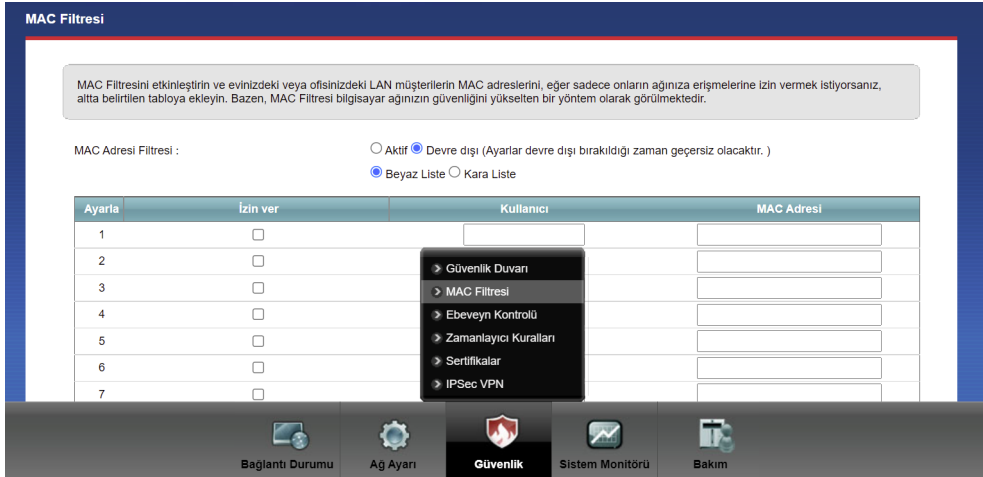 MAC Filtresi
MAC Filtresini etkinleştirin ve evinizdeki veya ofisinizdeki LAN müşterilerin MAC adreslerini, eğer sadece onların ağınıza erişmelerine izin vermek istiyorsanız,
altta belirtilen tabloya ekleyin. Bazen, MAC Filtresi bilgisayar ağınızın güvenliğini yükselten bir yöntem olarak görülmektedir.
MAC Adresi Filtresi : Aktif Devre dışı (Ayarlar devre dışı bırakıldığı zaman geçersiz olacaktır. )
Beyaz Liste Kara Liste
Ayarla İzin ver Kullanıcı MAC Adresi
1
2
3
4
5
6
7
Güvenlik Duvarı
MAC Filtresi
Ebeveyn Kontrolü
Zamanlayıcı Kuralları
Sertifikalar
IPSec VPN
Bağlantı Durumu Ağ Ayarı Güvenlik Sistem Monitörü Bakım